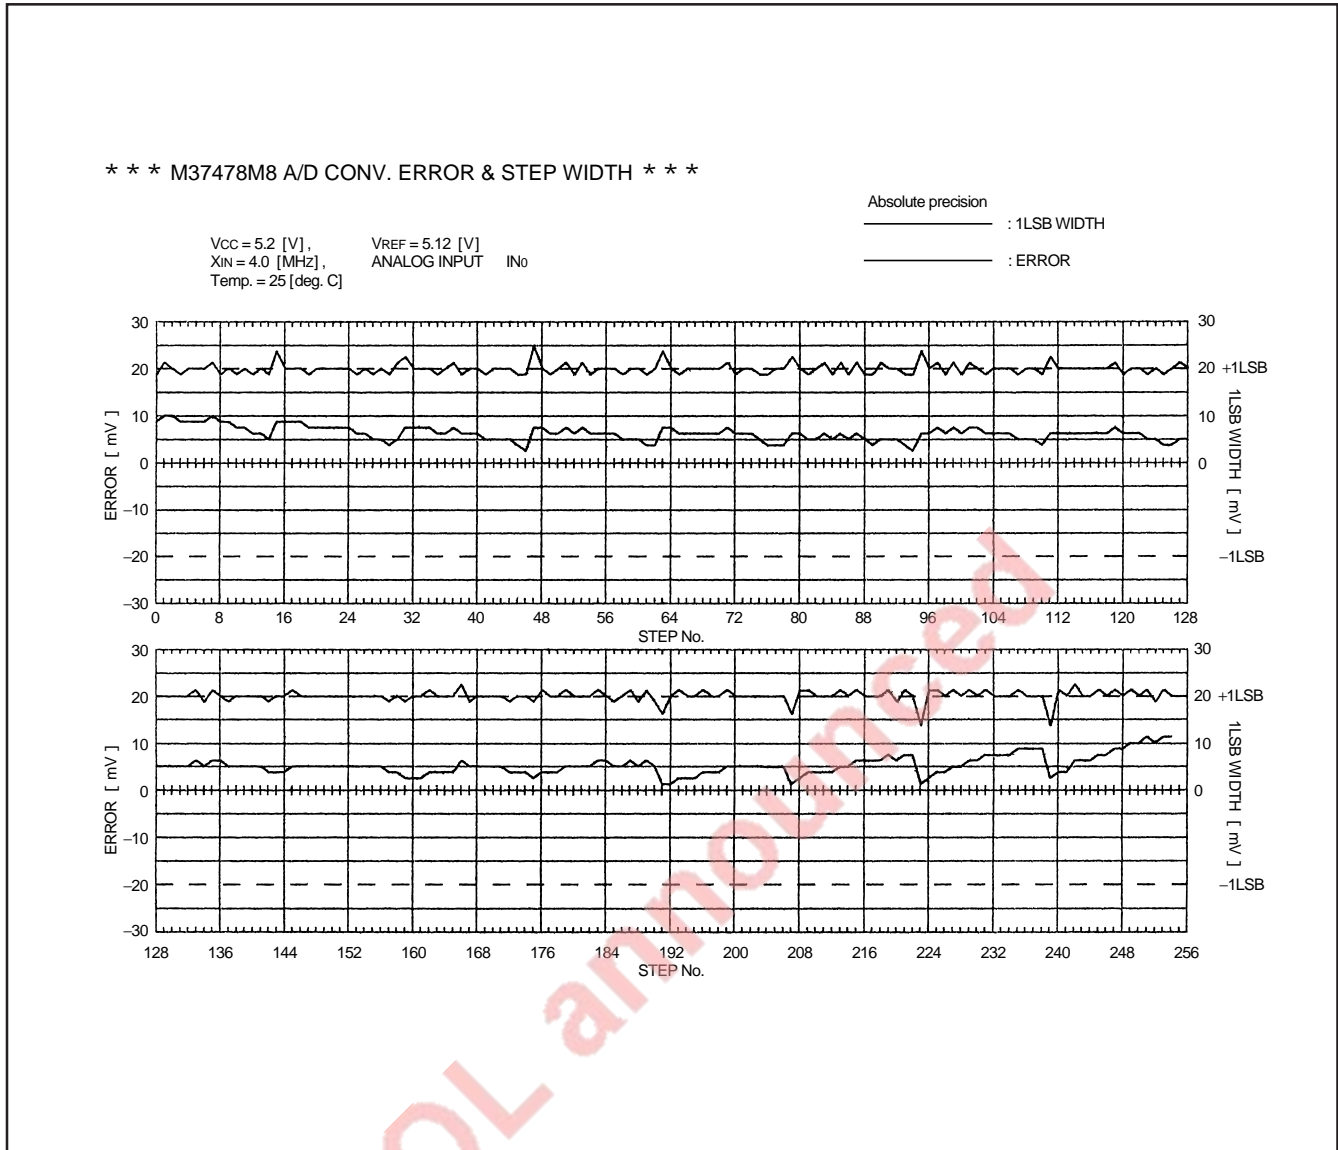 * * * M37478M8 A/D CONV. ERROR & STEP WIDTH * * *
Absolute precision
: 1LSB WIDTH
: ERROR
VCC = 5.2 [V] , VREF = 5.12 [V]
XIN = 4.0 [MHz] , ANALOG INPUT IN0
Temp. = 25 [deg. C]
30
20
10
0
–10
–20
–30
ERROR [ mV ]
30
20 +1LSB
10
0
–1LSB
1LSB WIDTH [ mV ]
0 8 16 24 32 40 48 56 64 72 80 88 96 104 112 120 128
STEP No.
30
20
10
0
–10
–20
–30
ERROR [ mV ]
30
20 +1LSB
10
0
–1LSB
1LSB WIDTH [ mV ]
128 136 144 152 160 168 176 184 192 200 208 216 224 232 240 248 256
STEP No.
OL announced